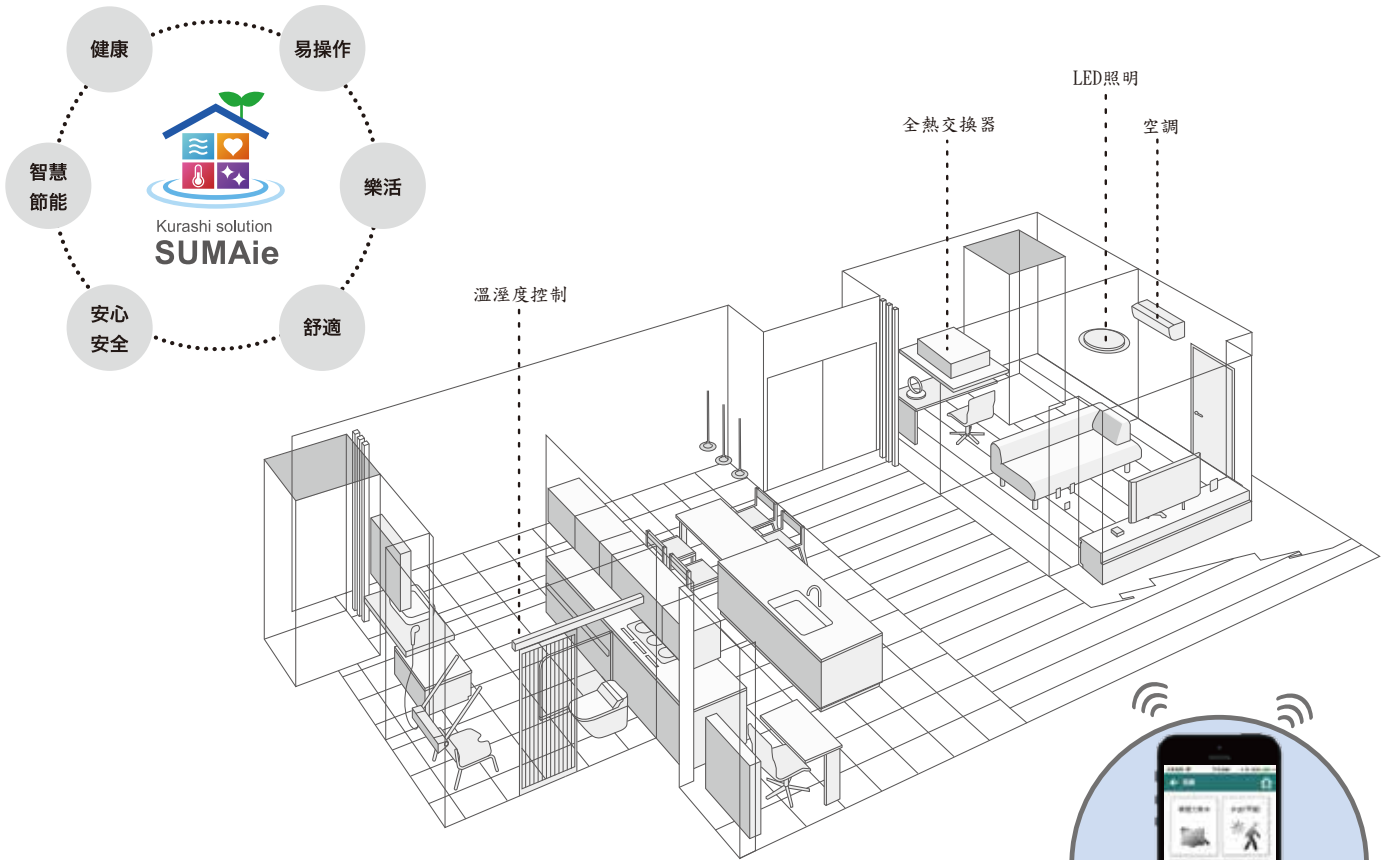 健康
易操作
智慧
節能
樂活
安心
安全
舒適
Kurashi solution
SUMAie
LED照明
全熱交換器
空調
溫溼度控制